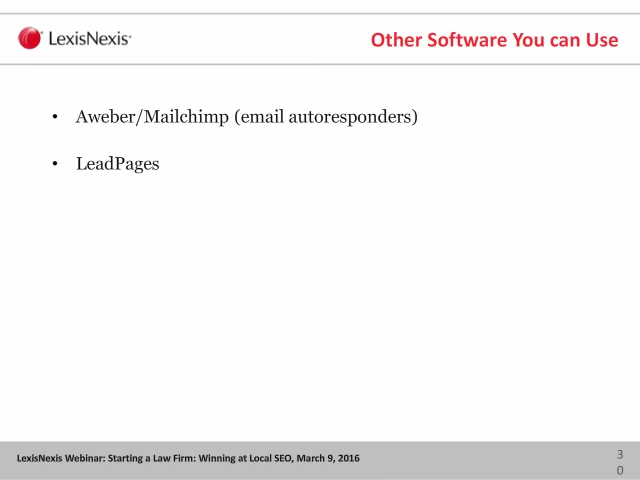 LexisNexis®
Other Software You can Use
• Aweber/Mailchimp (email autoresponders)
• LeadPages
LexisNexis Webinar: Starting a Law Firm: Winning at Local SEO, March 9, 2016
3
0